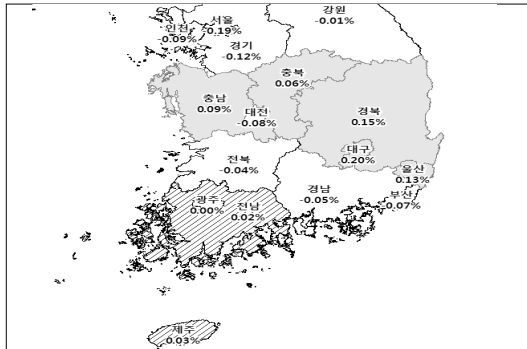 강원
-0.01%
서울
-0.19%
인천
-0.09%
경기
-0.12%
충북
0.06%
충남
0.09%
대전
-0.08%
경북
0.15%
대구
0.20%
전북
-0.04%
울산
0.13%
경남
-0.05%
부산
-0.07%
광주
0.00%
전남
0.02%
제주
0.03%